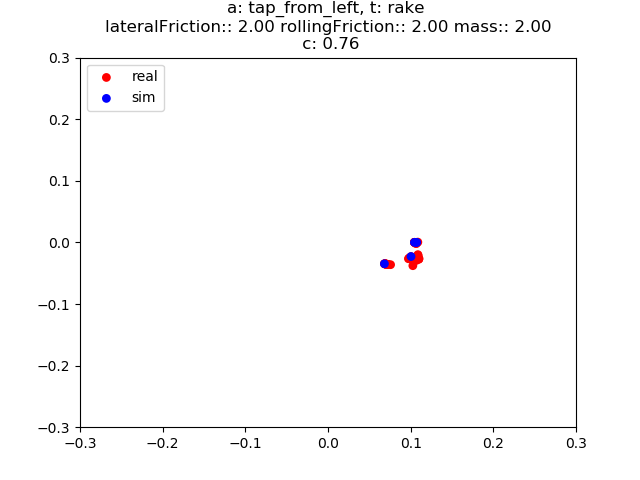 a: tap_from_left, t: rake
lateralFriction:: 2.00 rollingFriction:: 2.00 mass:: 2.00
c: 0.76
real
sim
0.3
0.2
0.1
0.0
−0.1
−0.2
−0.3
−0.3 −0.2 −0.1 0.0 0.1 0.2 0.3